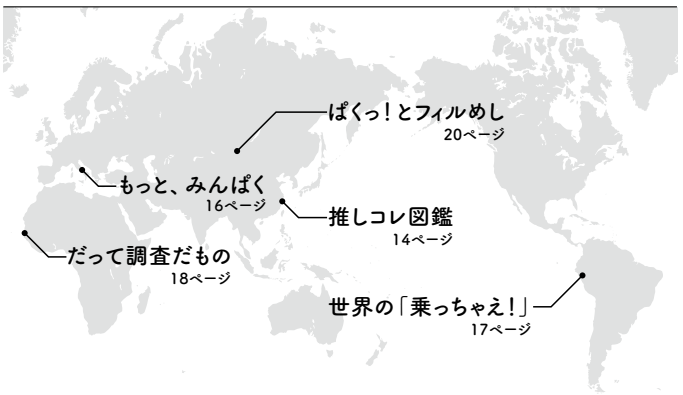 ぱくっ！とフィルめし
20ページ
もっと、みんぱく
16ページ
推しコレ図鑑
14ページ
だって調査だもの
18ページ
世界の「乗っちゃえ！」
17ページ